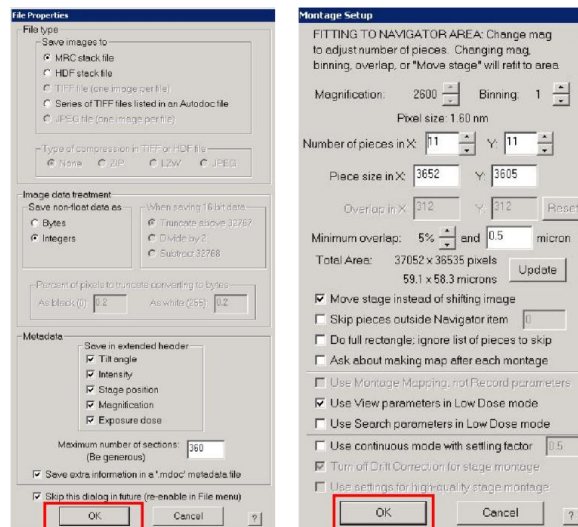 File Properties
File type
Save images to
MRC stack file
HDF stack file
TIFF file (one image per file)
Series of TIFF files listed in an Autodoc file
JPEG file (one image per file)
Type of compression in TIFF or HDF file
None ZIP LZW JPEG
Image data treatment
Save non-float data as
Bytes
Integers
When saving 16 bit data
Truncate above 32767
Divide by 2
Subtract 32768
Percent of pixels to truncate converting to bytes
As black (0): 0.2 As white (255): 0.2
Metadata
Save in extended header
Tilt angle
Intensity
Stage position
Magnification
Exposure dose
Maximum number of sections: 360
(Be generous)
Save extra information in a '.mdoc' metadata file
Skip this dialog in future (re-enable in File menu)
OK Cancel ?
Montage Setup
FITTING TO NAVIGATOR AREA: Change mag
to adjust number of pieces. Changing mag,
binning, overlap, or "Move stage" will refit to area
Magnification: 2600 Binning: 1
Pixel size: 1.60 nm
Number of pieces in X: 11 Y: 11
Piece size in X: 3652 Y: 3605
Overlap in X: 312 Y: 312 Reset
Minimum overlap: 5% and 0.5 micron
Total Area: 37052 x 36535 pixels
59.1 x 58.3 microns Update
Move stage instead of shifting image
Skip pieces outside Navigator item 0
Do full rectangle: ignore list of pieces to skip
Ask about making map after each montage
Use Montage Mapping, not Record parameters
Use View parameters in Low Dose mode
Use Search parameters in Low Dose mode
Use continuous mode with settling factor 0.5
Turn off Drift Correction for stage montage
Use settings for high-quality stage montage
OK Cancel ?